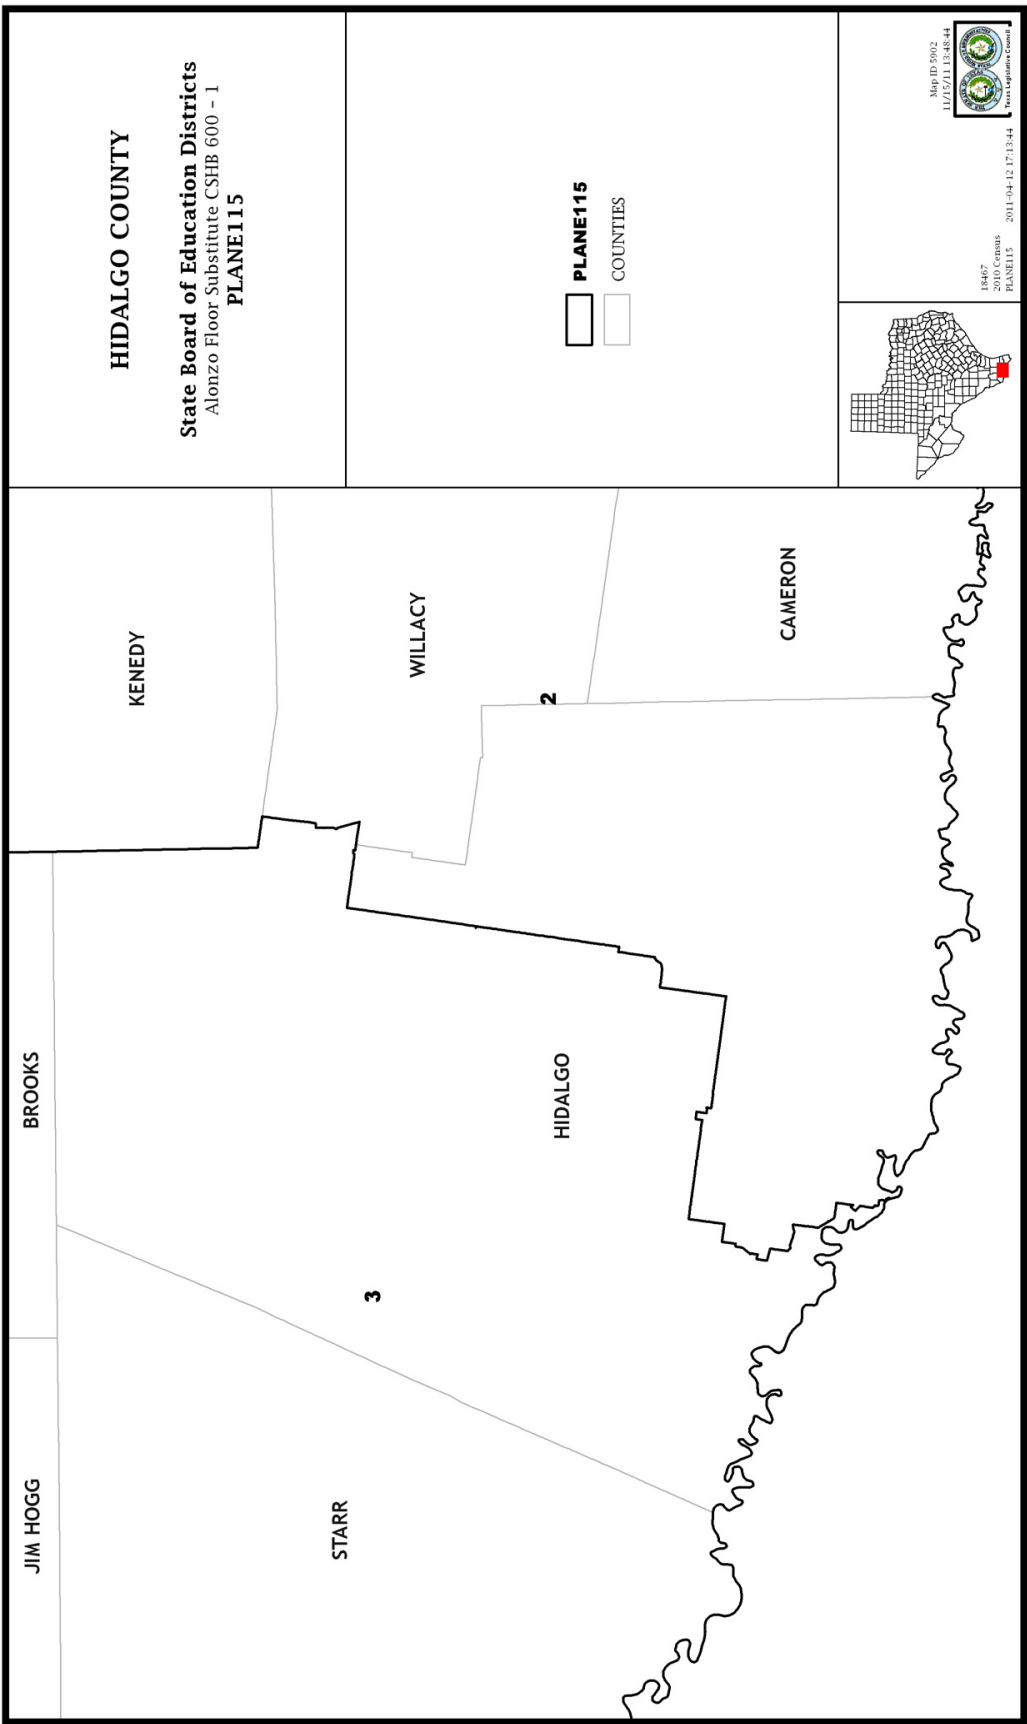 HIDALGO COUNTY
State Board of Education Districts
Alonzo Floor Substitute CSHB 600 - 1
PLANE115
PLANE115
COUNTIES
JIM HOGG
BROOKS
KENEDY
STARR
3
HIDALGO
WILLACY
2
CAMERON
Map ID 5902
11/15/11 13:48:44
Texas Legislative Council
18467
2010 Census
PLANE115 2011-04-12 17:13:44